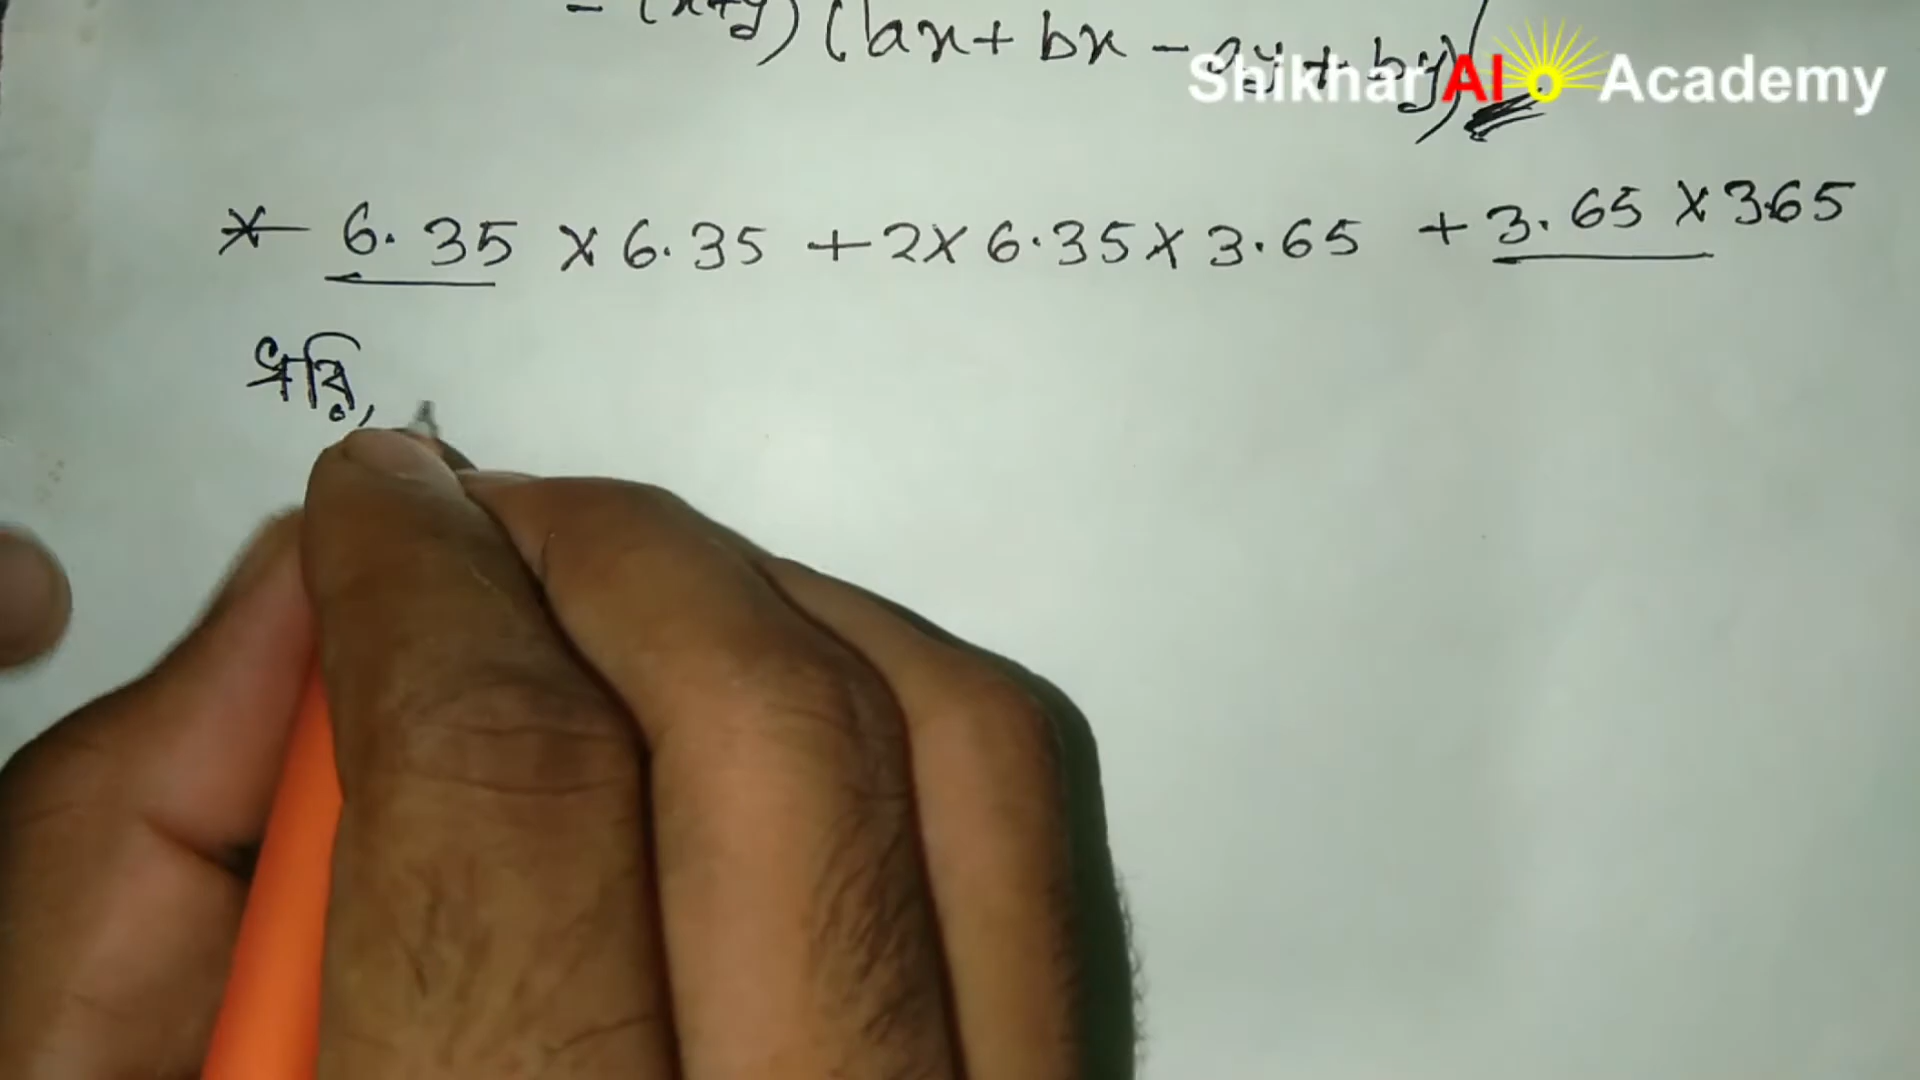 - (x+y) (ax+ bx - ay + by)
Shikhar Alo Academy
* 6.35 × 6.35 + 2 × 6.35 × 3.65 + 3.65 × 3.65
ধরি,